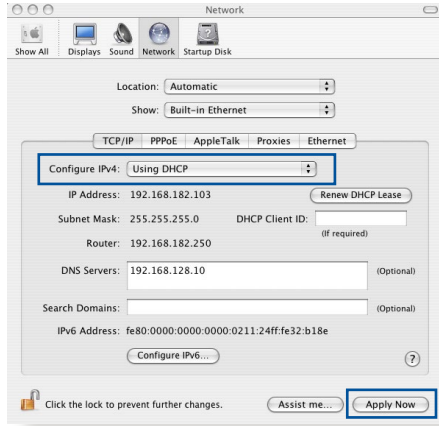 Network
Show All Displays Sound Network Startup Disk
Location: Automatic
Show: Built-in Ethernet
TCP/IP PPPoE AppleTalk Proxies Ethernet
Configure IPv4: Using DHCP
IP Address: 192.168.182.103 Renew DHCP Lease
Subnet Mask: 255.255.255.0 DHCP Client ID:
(If required)
Router: 192.168.182.250
DNS Servers: 192.168.128.10 (Optional)
Search Domains: (Optional)
IPv6 Address: fe80:0000:0000:0000:0211:24ff:fe32:b18e
Configure IPv6... ?
Click the lock to prevent further changes. Assist me... Apply Now